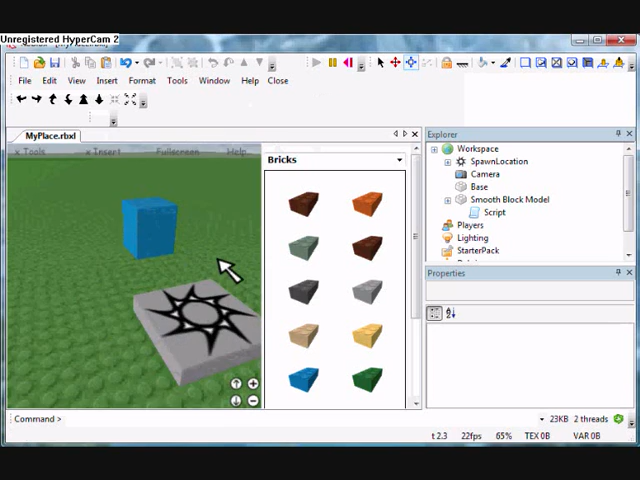 Unregistered HyperCam 2
File Edit View Insert Format Tools Window Help Close
MyPlace.rbxl
x Tools x Insert Fullscreen Help
Bricks
Explorer
Workspace
SpawnLocation
Camera
Base
Smooth Block Model
Script
Players
Lighting
StarterPack
Properties
Command >
23KB 2 threads
t 2.3 22fps 65% TEX 0B VAR 0B